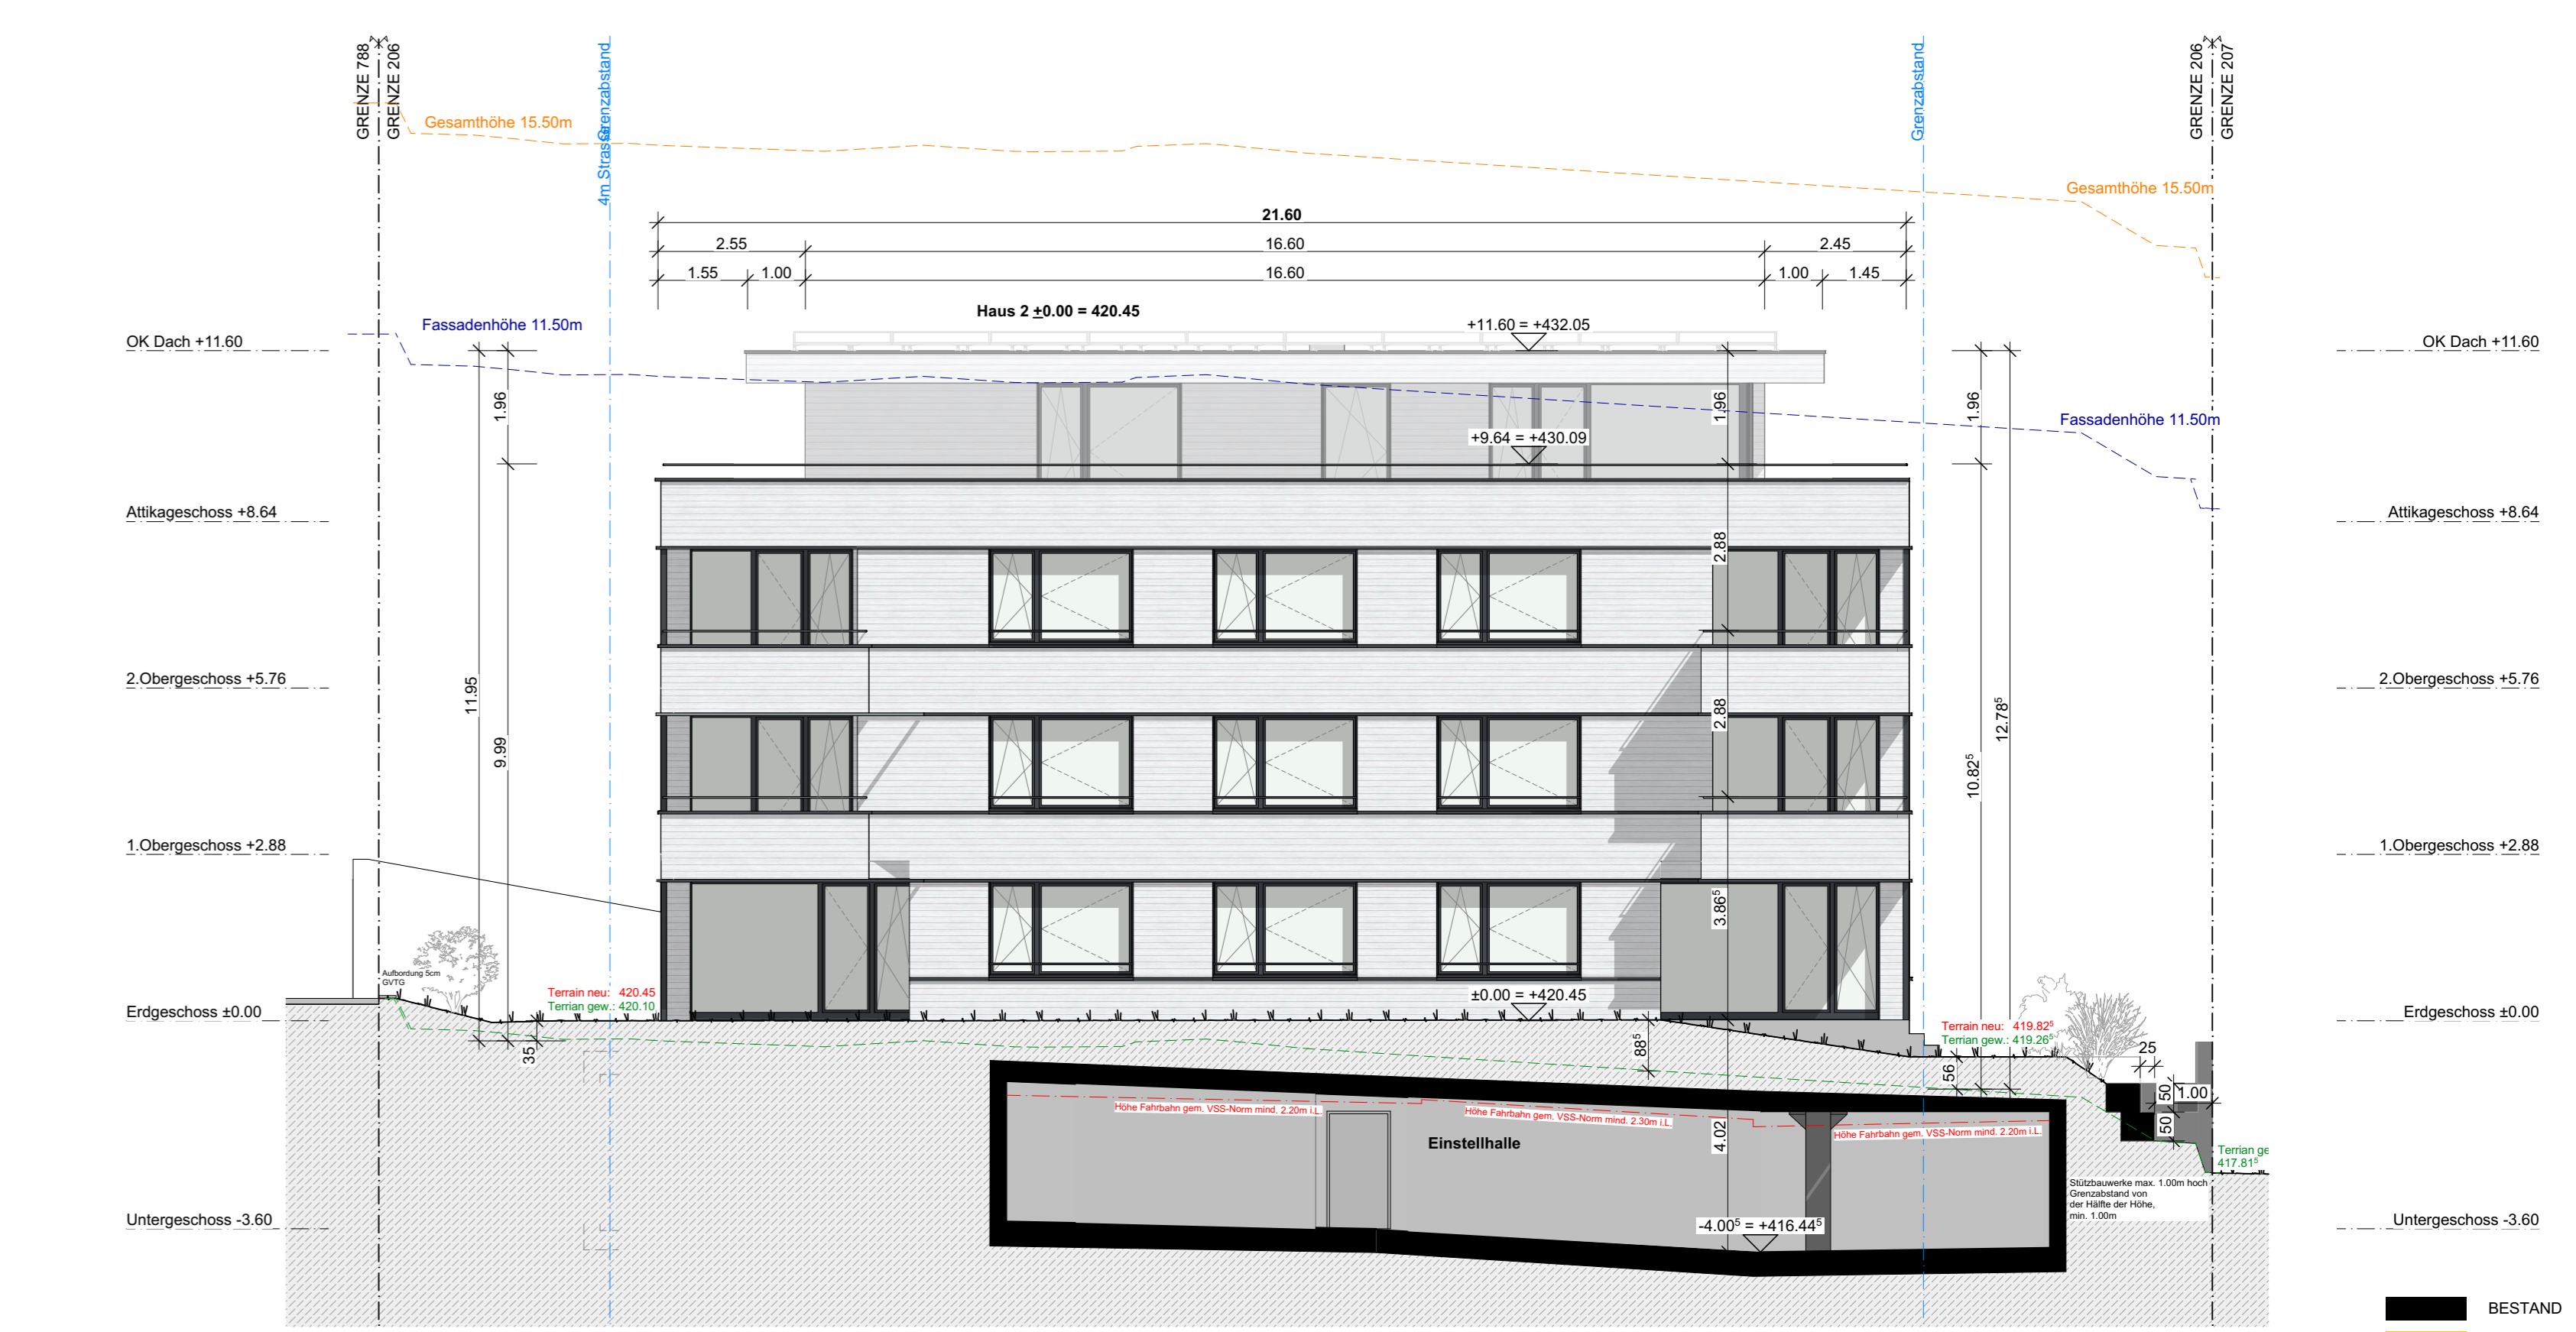 GRENZE 788
GRENZE 206
4m Strasse
Grenzabstand
Grenzabstand
GRENZE 206
GRENZE 207
Gesamthöhe 15.50m
Gesamthöhe 15.50m
21.60
2.55
16.60
2.45
1.55
1.00
16.60
1.00
1.45
Haus 2 ±0.00 = 420.45
+11.60 = +432.05
Fassadenhöhe 11.50m
Fassadenhöhe 11.50m
OK Dach +11.60
OK Dach +11.60
1.96
1.96
1.96
+9.64 = +430.09
Attikageschoss +8.64
Attikageschoss +8.64
2.88
2.Obergeschoss +5.76
2.Obergeschoss +5.76
11.95
9.99
2.88
12.78⁵
10.82⁵
1.Obergeschoss +2.88
1.Obergeschoss +2.88
3.86⁵
Aufbordung 5cm
GVTG
Terrain neu: 420.45
Terrian gew.: 420.10
±0.00 = +420.45
Erdgeschoss ±0.00
Erdgeschoss ±0.00
Terrain neu: 419.82⁵
Terrian gew.: 419.26⁵
35
88⁵
56
25
50
1.00
50
Höhe Fahrbahn gem. VSS-Norm mind. 2.20m i.L.
Höhe Fahrbahn gem. VSS-Norm mind. 2.30m i.L.
Höhe Fahrbahn gem. VSS-Norm mind. 2.20m i.L.
Einstellhalle
4.02
Terrian ge
417.81⁵
Stützbauwerke max. 1.00m hoch
Grenzabstand von
der Hälfte der Höhe,
min. 1.00m
-4.00⁵ = +416.44⁵
Untergeschoss -3.60
Untergeschoss -3.60
BESTAND